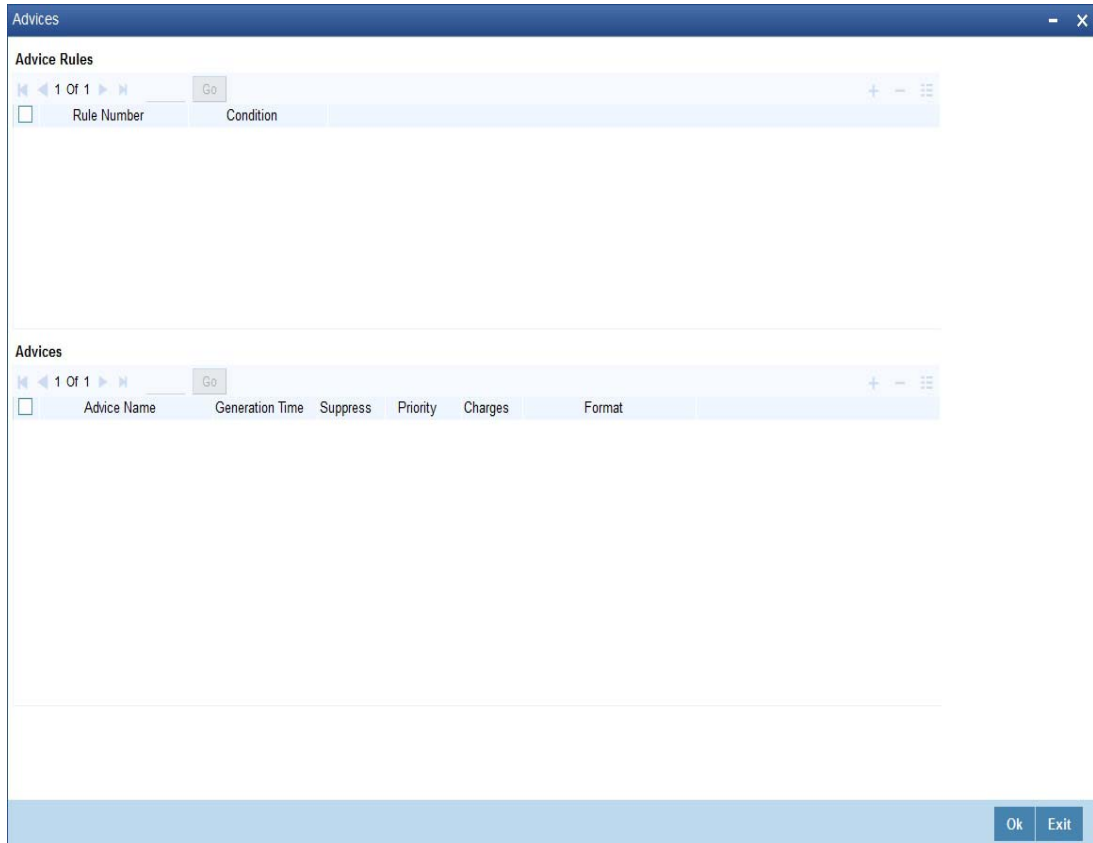 Advices
Advice Rules
1 Of 1 Go
Rule Number Condition
Advices
1 Of 1 Go
Advice Name Generation Time Suppress Priority Charges Format
Ok Exit